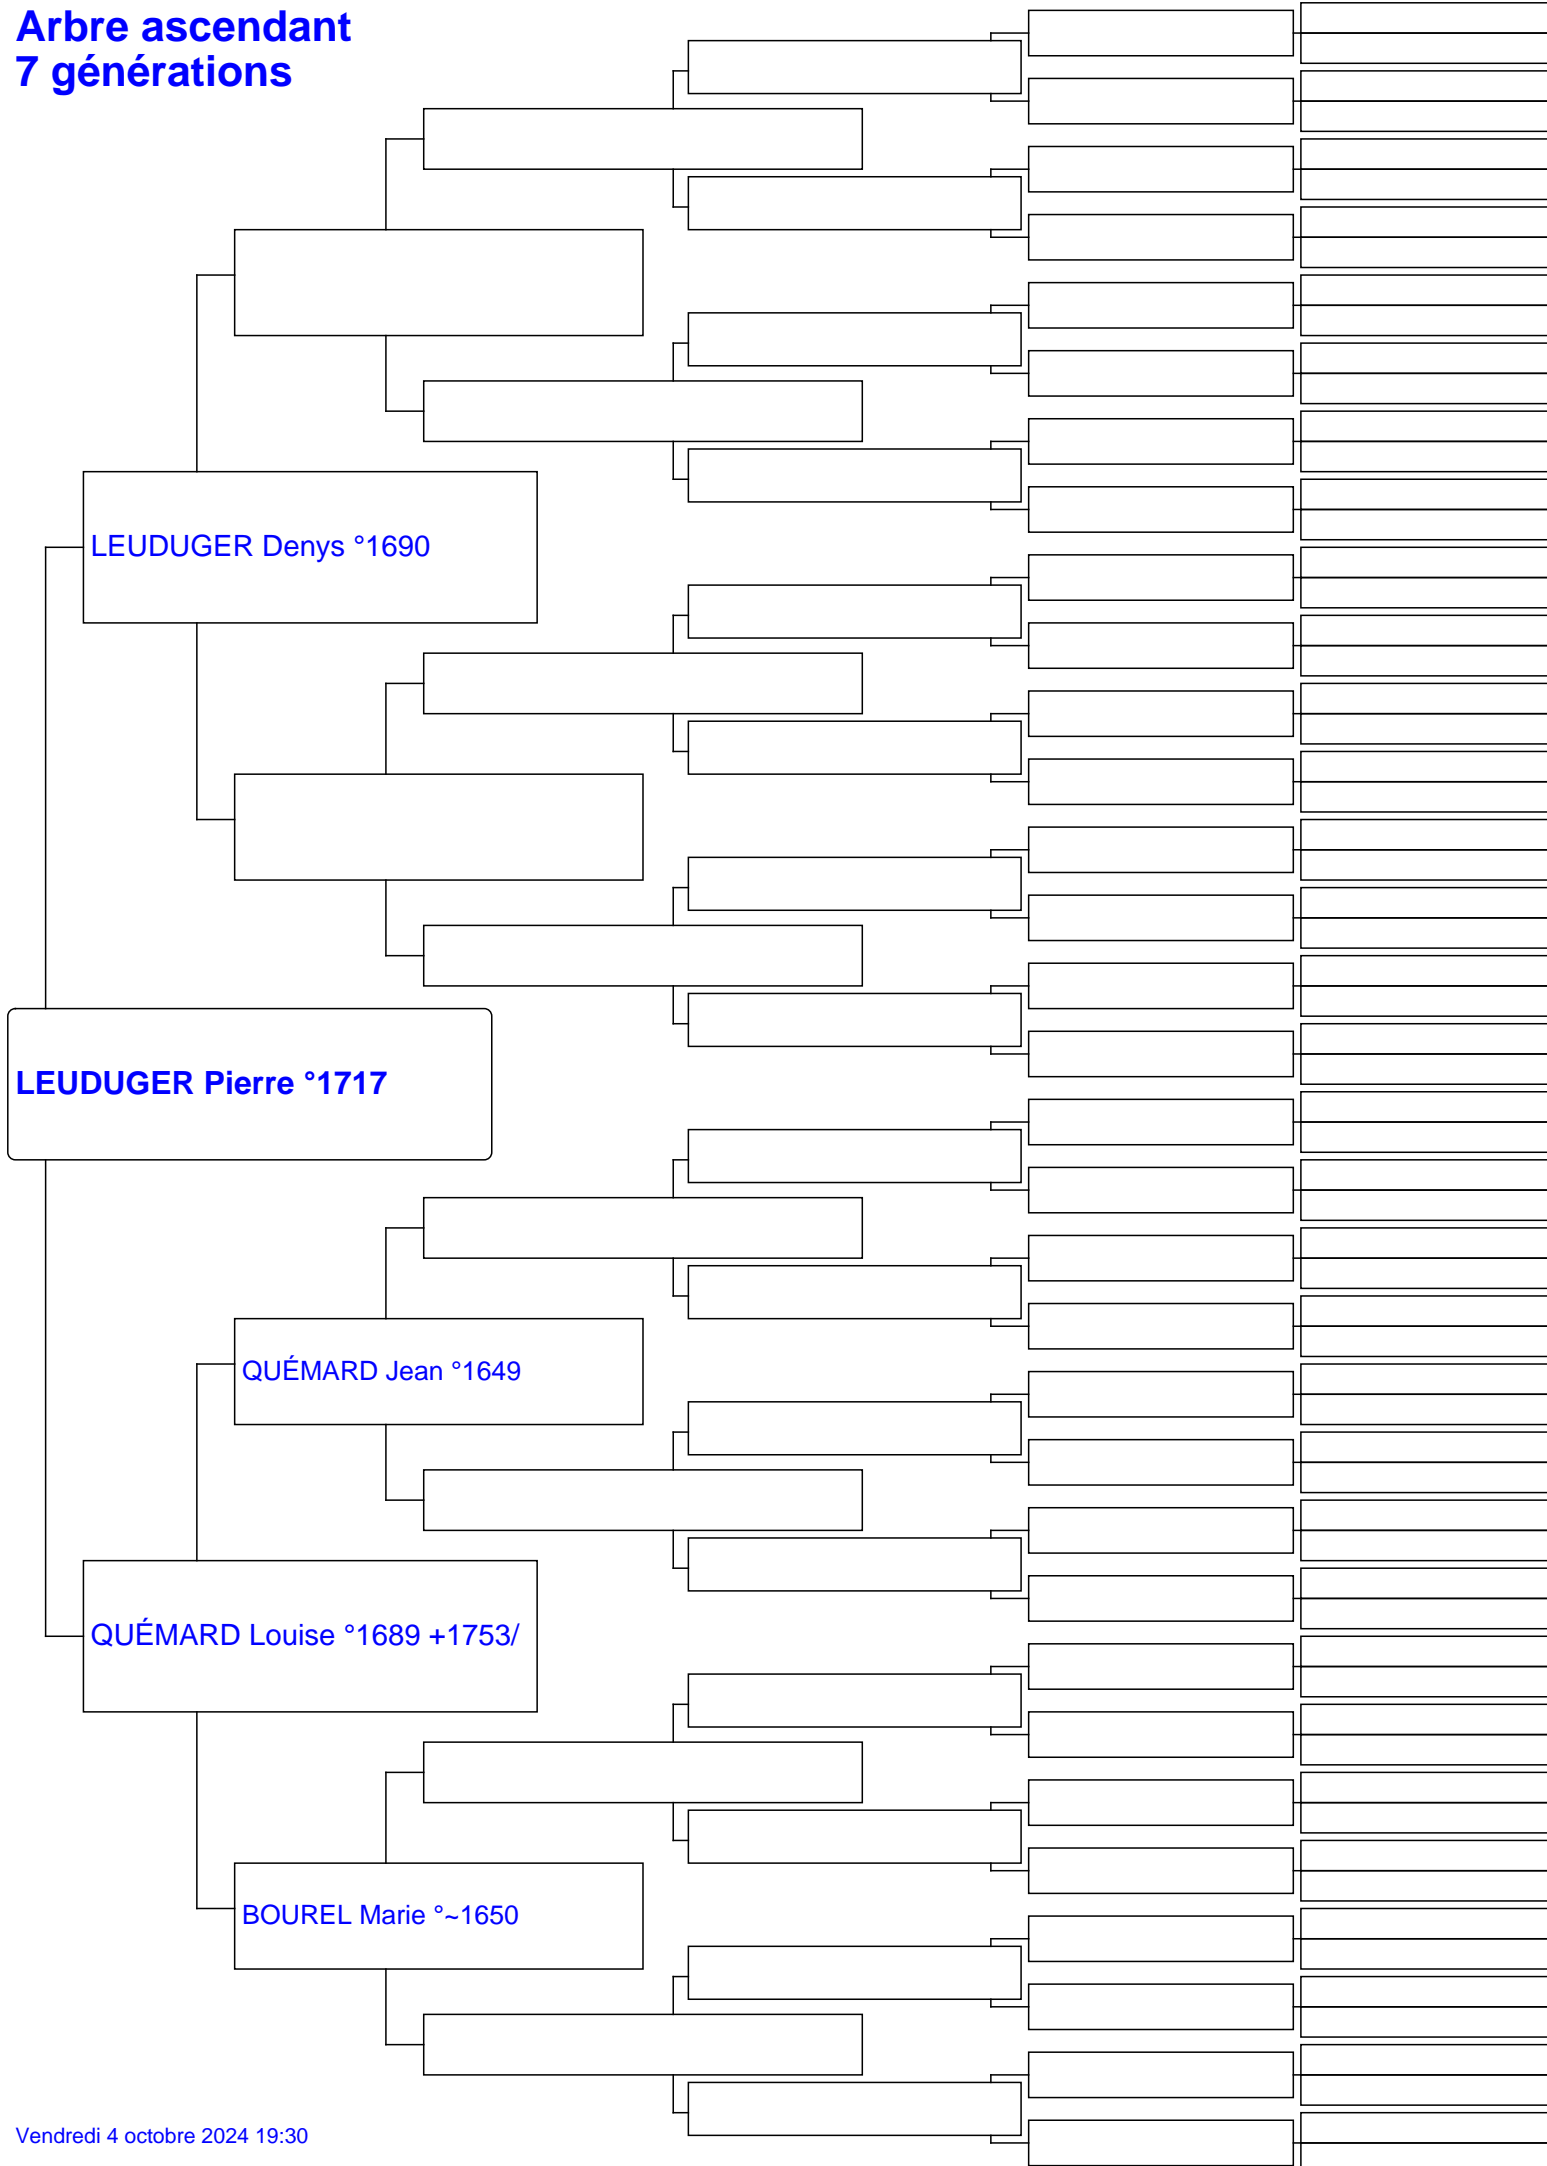 Arbre ascendant
7 générations
LEUDUGER Denys °1690
LEUDUGER Pierre °1717
QUÉMARD Jean °1649
QUÉMARD Louise °1689 +1753/
BOUREL Marie °~1650
Vendredi 4 octobre 2024 19:30